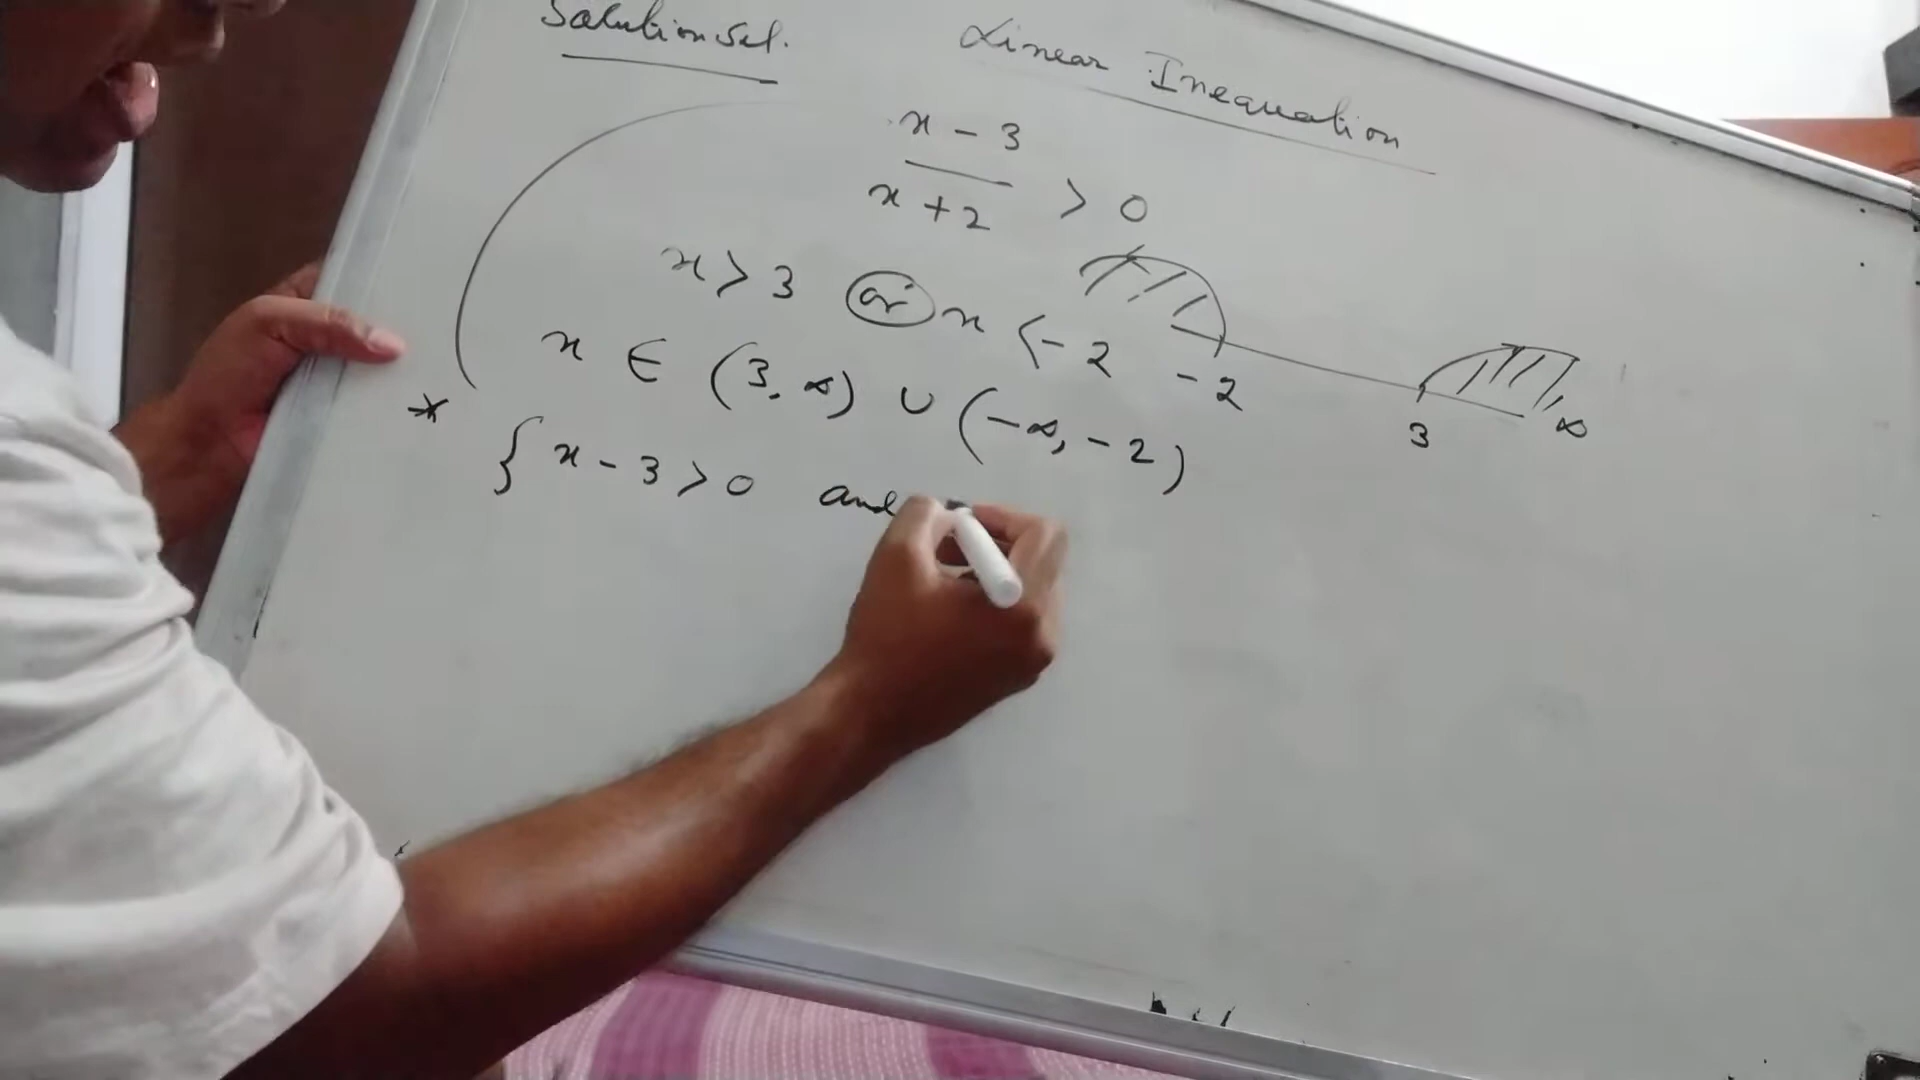 Solution Set.
Linear Inequation
x - 3
x + 2 > 0
x > 3 or x < - 2
- 2 3 ∞
x ∈ (3, ∞) ∪ (-∞, - 2)
* { x - 3 > 0 and